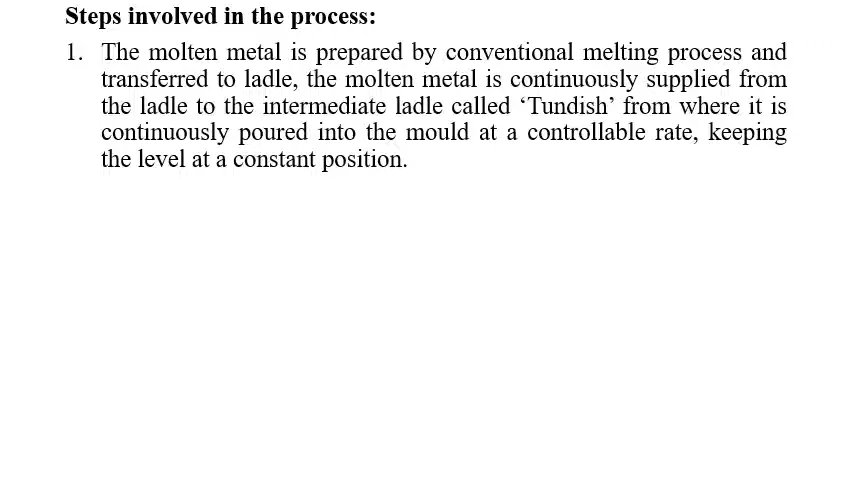 Steps involved in the process:
1. The molten metal is prepared by conventional melting process and
transferred to ladle, the molten metal is continuously supplied from
the ladle to the intermediate ladle called ‘Tundish’ from where it is
continuously poured into the mould at a controllable rate, keeping
the level at a constant position.